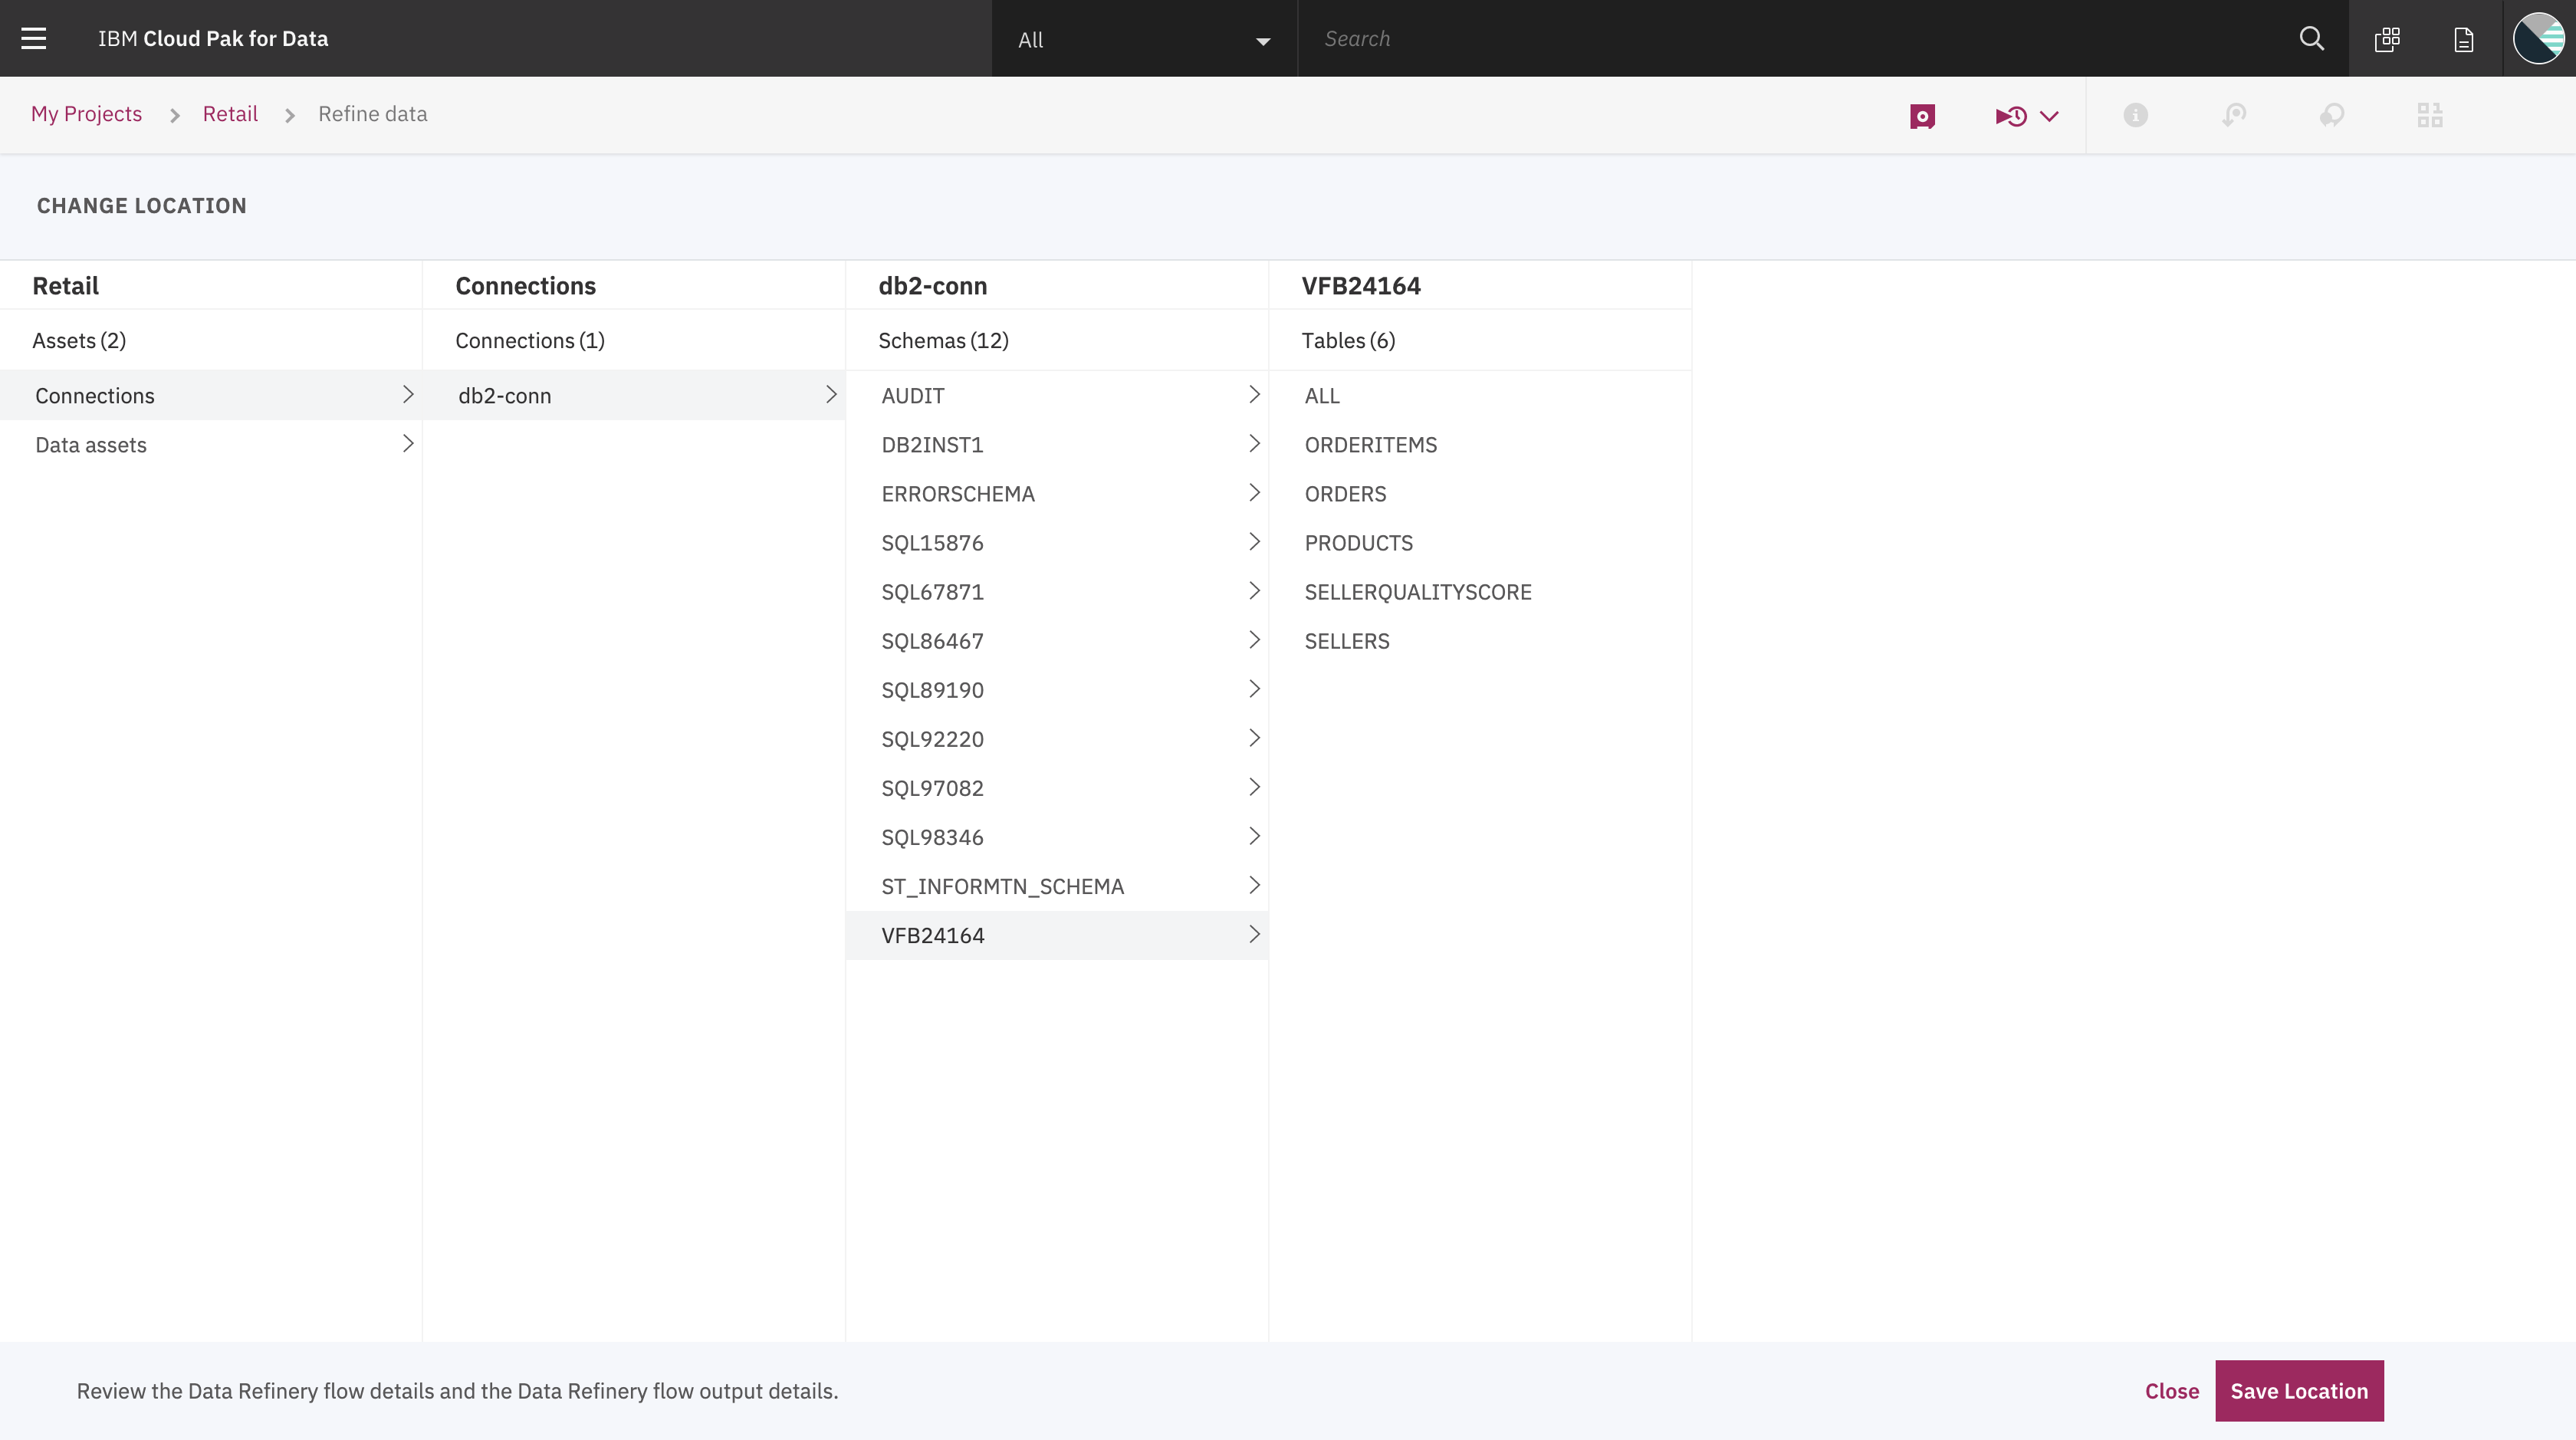 IBM Cloud Pak for Data
All
Search
My Projects
Retail
Refine data
CHANGE LOCATION
Retail
Assets (2)
Connections
Data assets
Connections
Connections (1)
db2-conn
db2-conn
Schemas (12)
AUDIT
DB2INST1
ERRORSCHEMA
SQL15876
SQL67871
SQL86467
SQL89190
SQL92220
SQL97082
SQL98346
ST_INFORMTN_SCHEMA
VFB24164
VFB24164
Tables (6)
ALL
ORDERITEMS
ORDERS
PRODUCTS
SELLERQUALITYSCORE
SELLERS
Review the Data Refinery flow details and the Data Refinery flow output details.
Close
Save Location